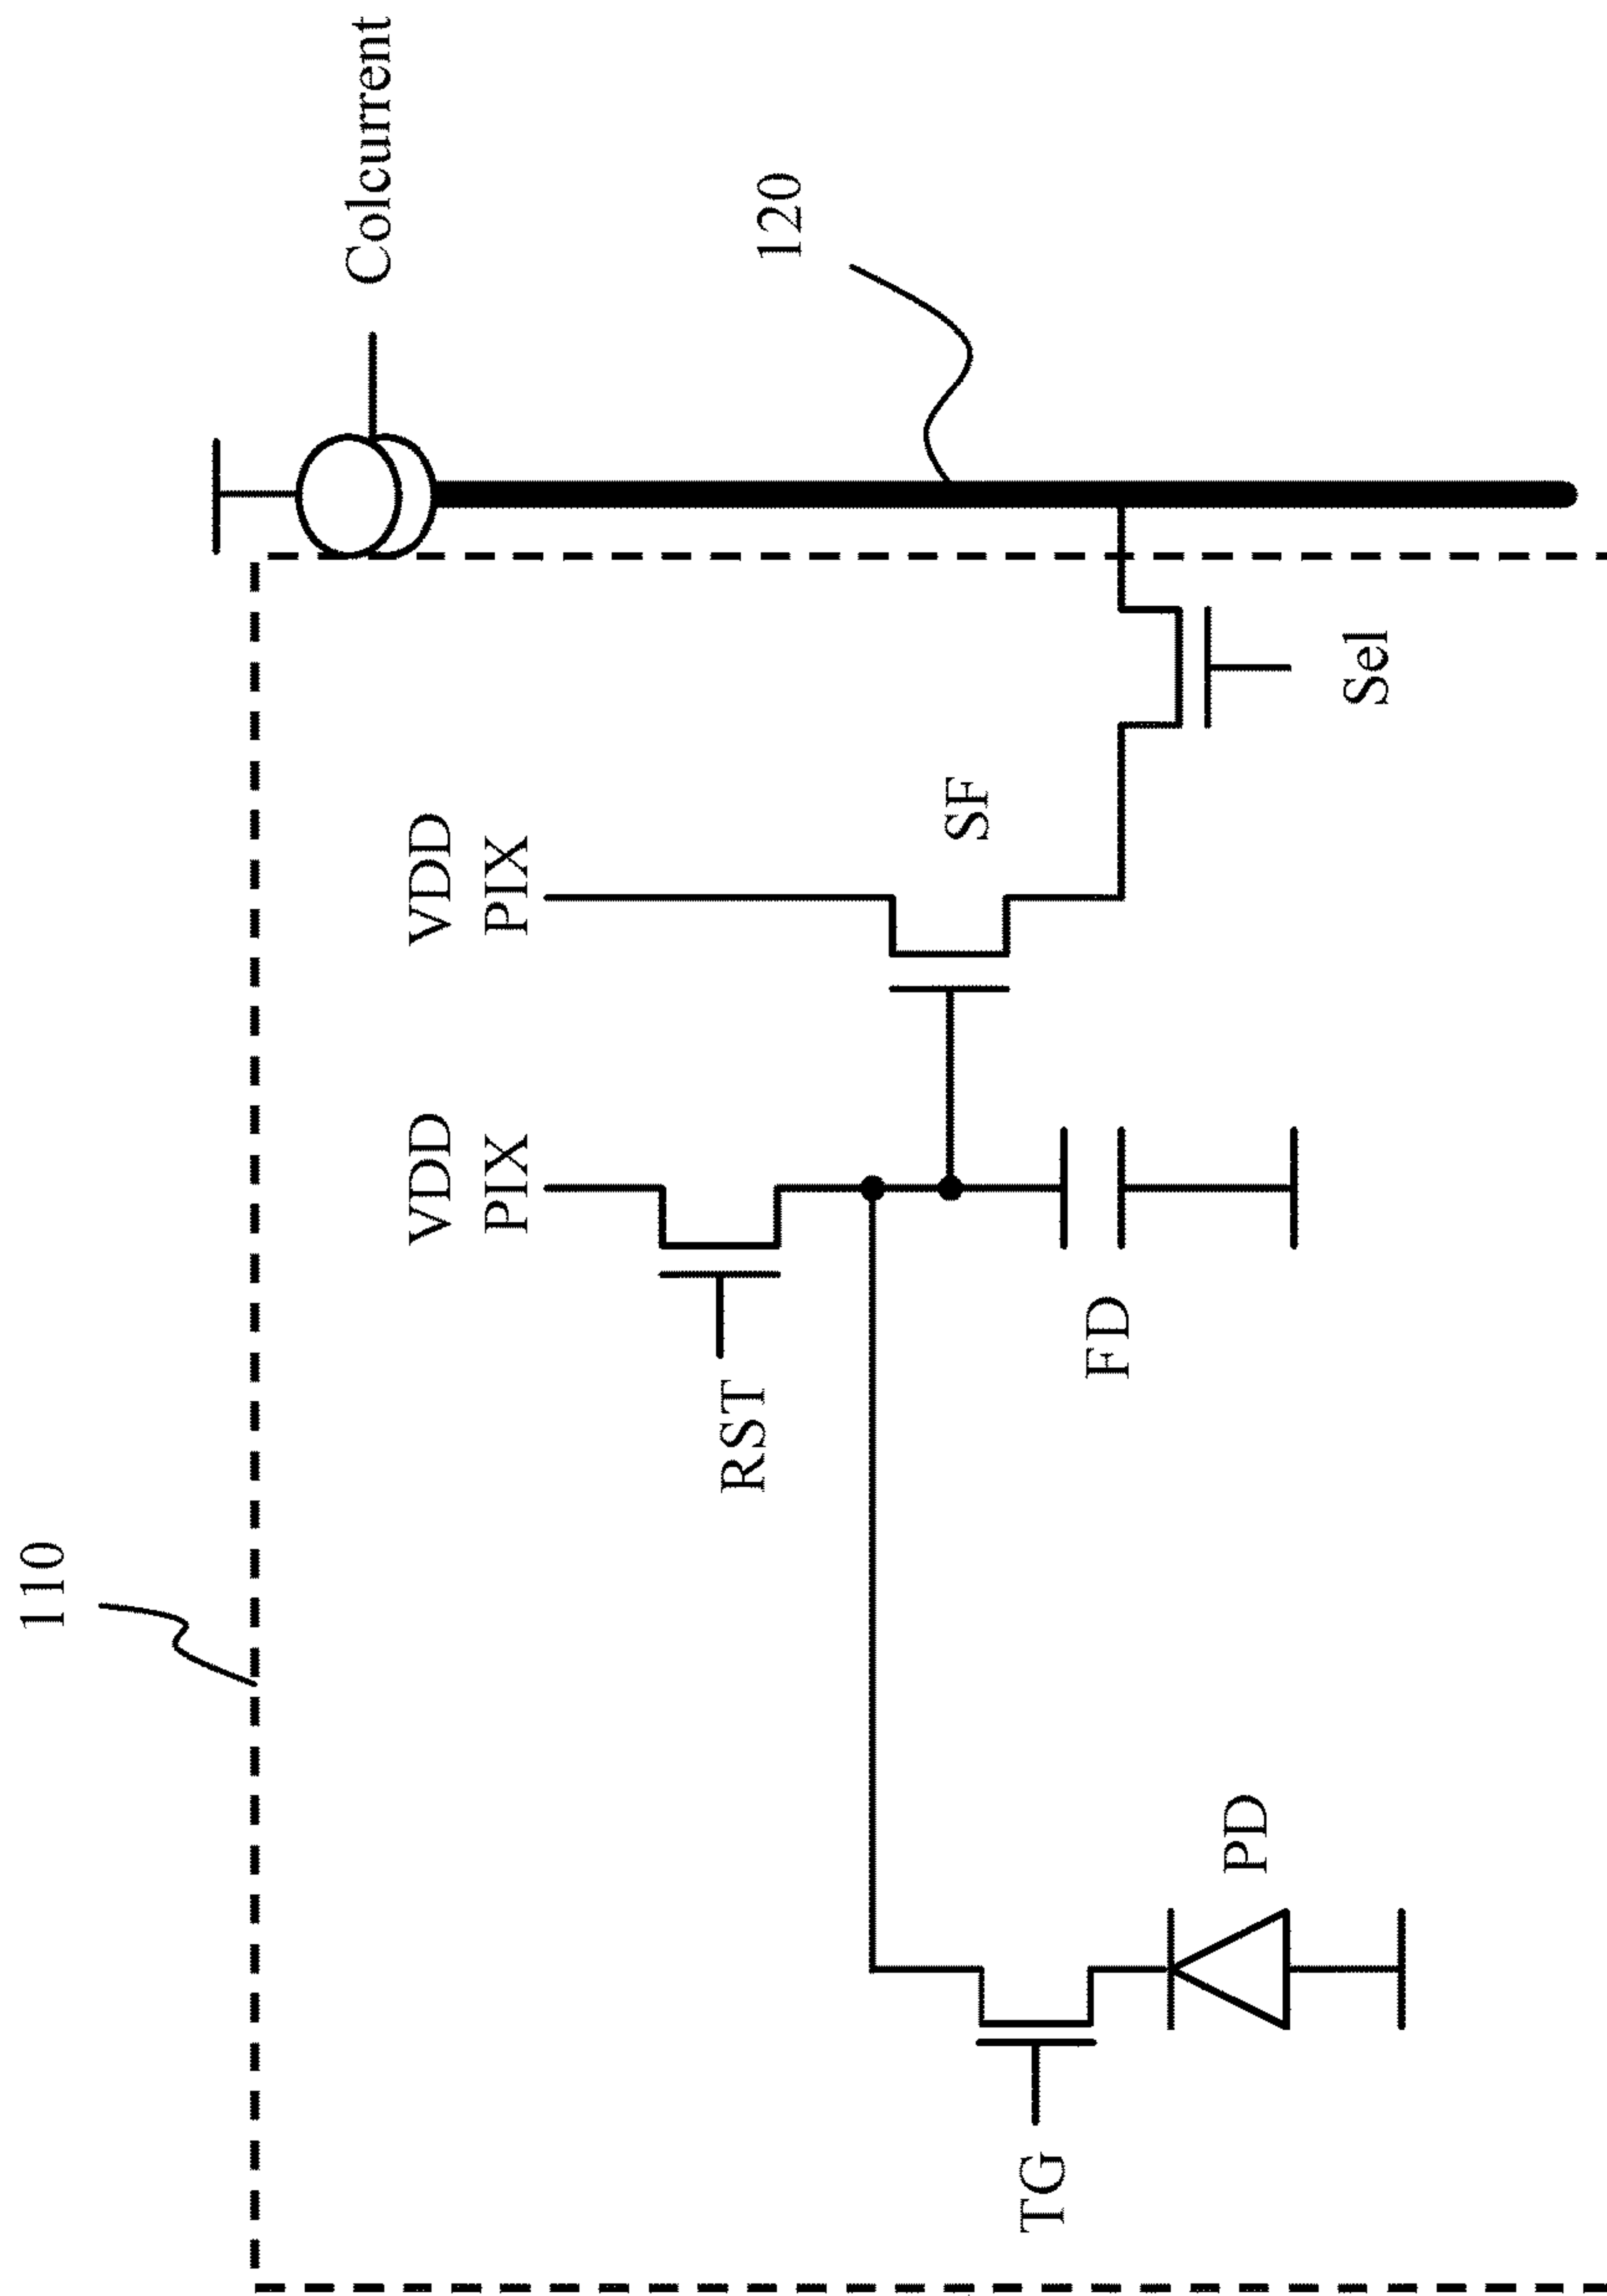 110
TG
PD
RST
VDD
PIX
FD
VDD
PIX
SF
Sel
120
Colcurrent